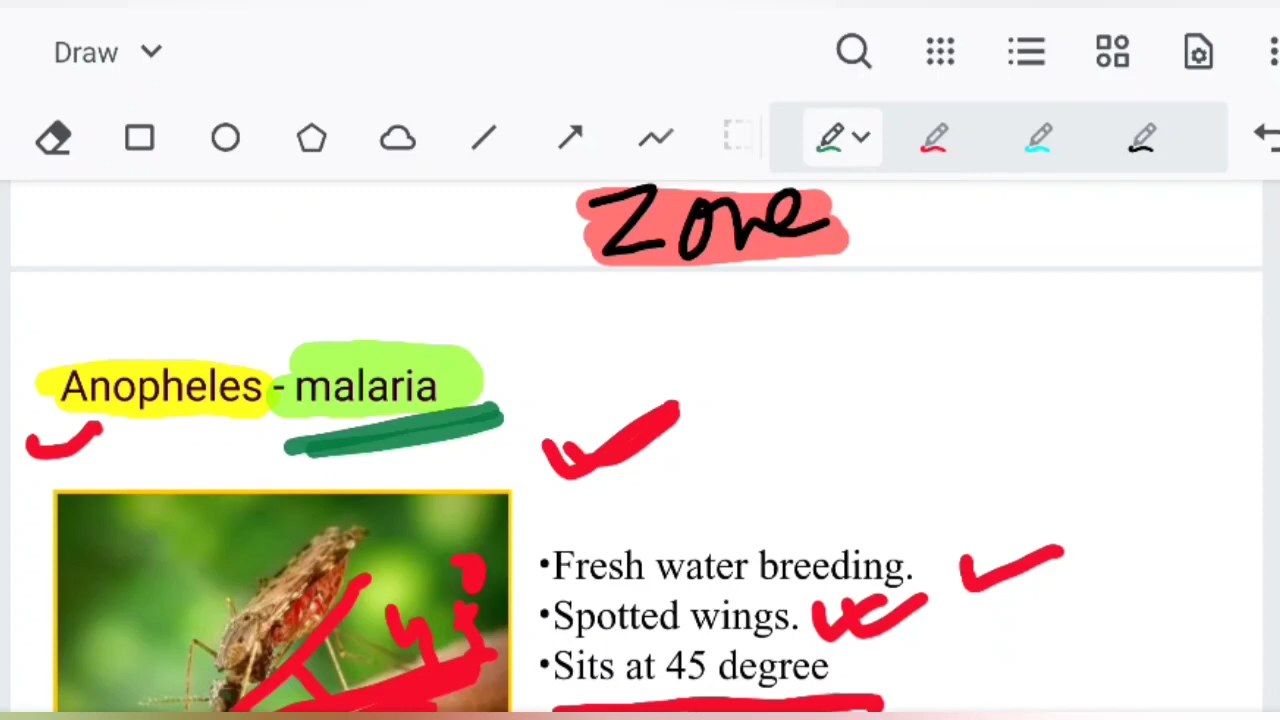 Draw
Zone
Anopheles - malaria
•Fresh water breeding.
•Spotted wings.
•Sits at 45 degree